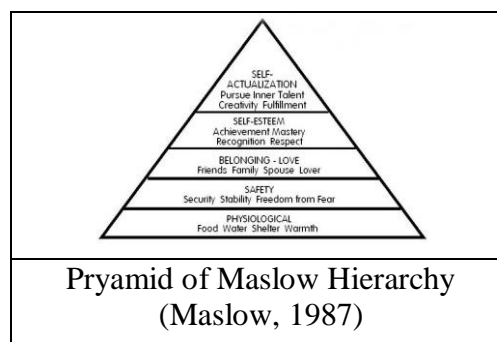 SELF-
ACTUALIZATION
Pursue Inner Talent
Creativity Fulfillment
SELF-ESTEEM
Achievement Mastery
Recognition Respect
BELONGING - LOVE
Friends Family Spouse Lover
SAFETY
Security Stability Freedom from Fear
PHYSIOLOGICAL
Food Water Shelter Warmth
Pryamid of Maslow Hierarchy
(Maslow, 1987)